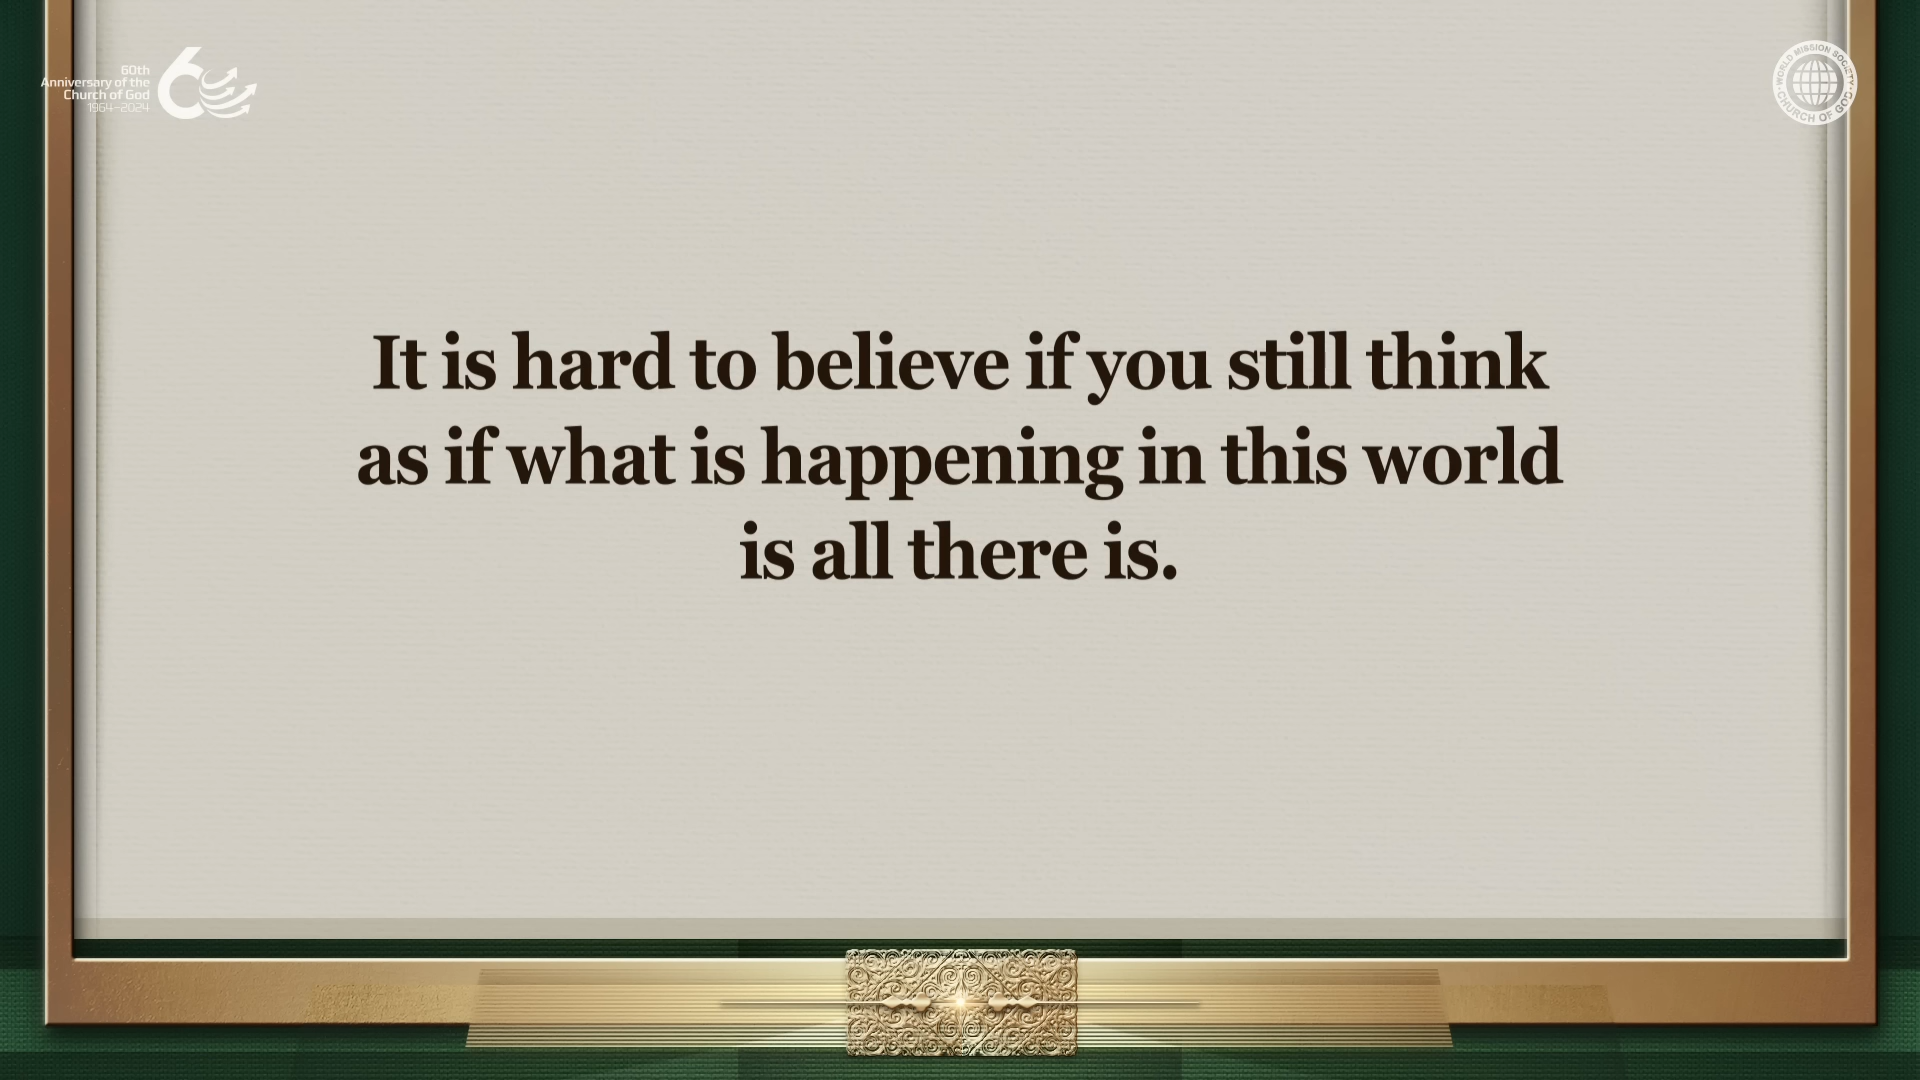 60th
Anniversary of the
Church of God
1964–2024
60
WORLD MISSION SOCIETY
CHURCH OF GOD
It is hard to believe if you still think
as if what is happening in this world
is all there is.